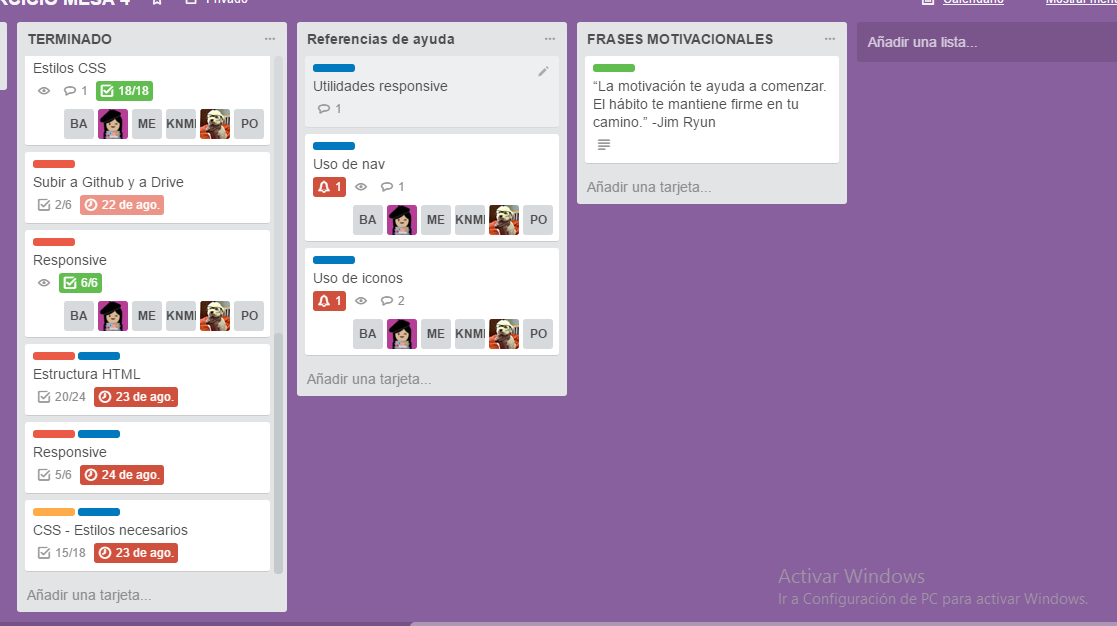 Privado
Calendario
TERMINADO
Estilos CSS
1 18/18
BA ME KNM PO
Subir a Github y a Drive
2/6 22 de ago.
Responsive
6/6
BA ME KNM PO
Estructura HTML
20/24 23 de ago.
Responsive
5/6 24 de ago.
CSS - Estilos necesarios
15/18 23 de ago.
Añadir una tarjeta...
Referencias de ayuda
Utilidades responsive
1
Uso de nav
1 1
BA ME KNM PO
Uso de iconos
1 2
BA ME KNM PO
Añadir una tarjeta...
FRASES MOTIVACIONALES
“La motivación te ayuda a comenzar.
El hábito te mantiene firme en tu
camino.” -Jim Ryun
Añadir una tarjeta...
Añadir una lista...
Activar Windows
Ir a Configuración de PC para activar Windows.